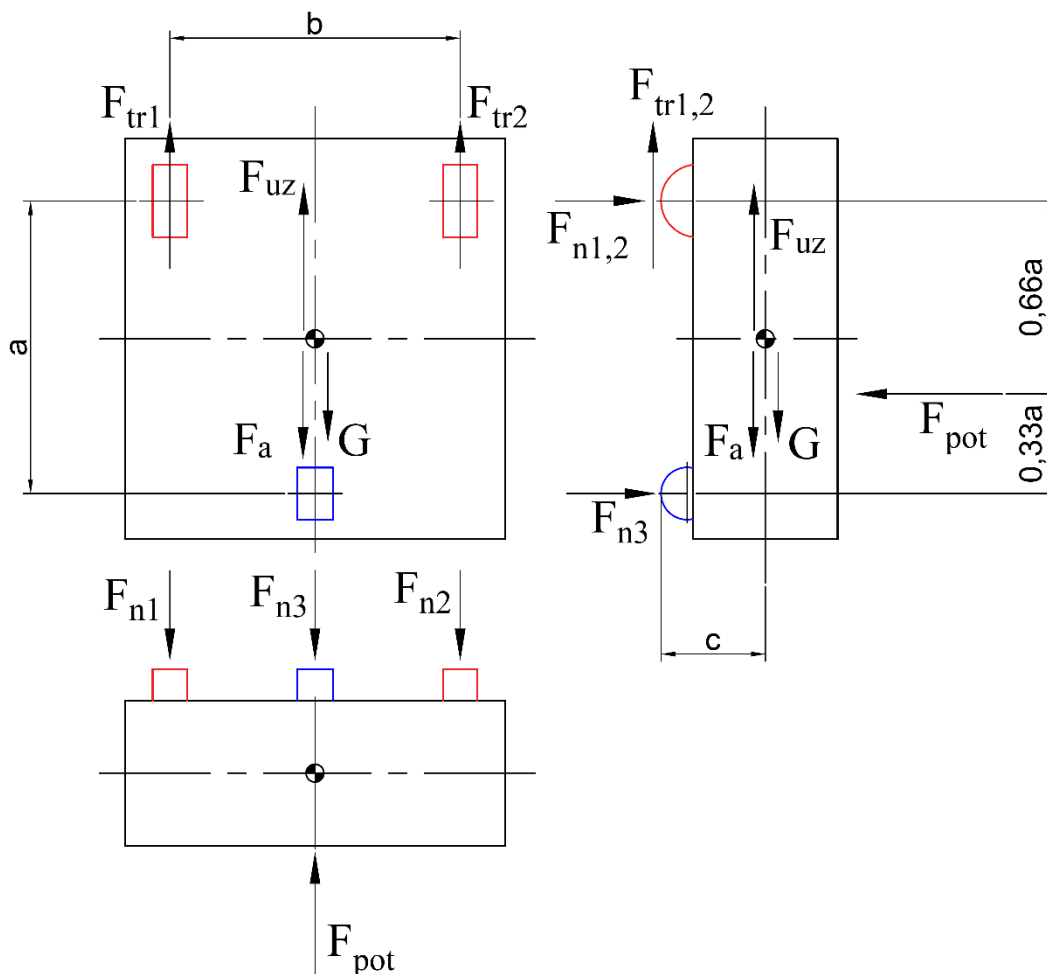 b
F_tr1
F_tr2
F_tr1,2
F_uz
F_n1,2
F_uz
0,66a
a
F_a
G
F_a
G
F_pot
0,33a
F_n3
F_n1
F_n3
F_n2
c
F_pot